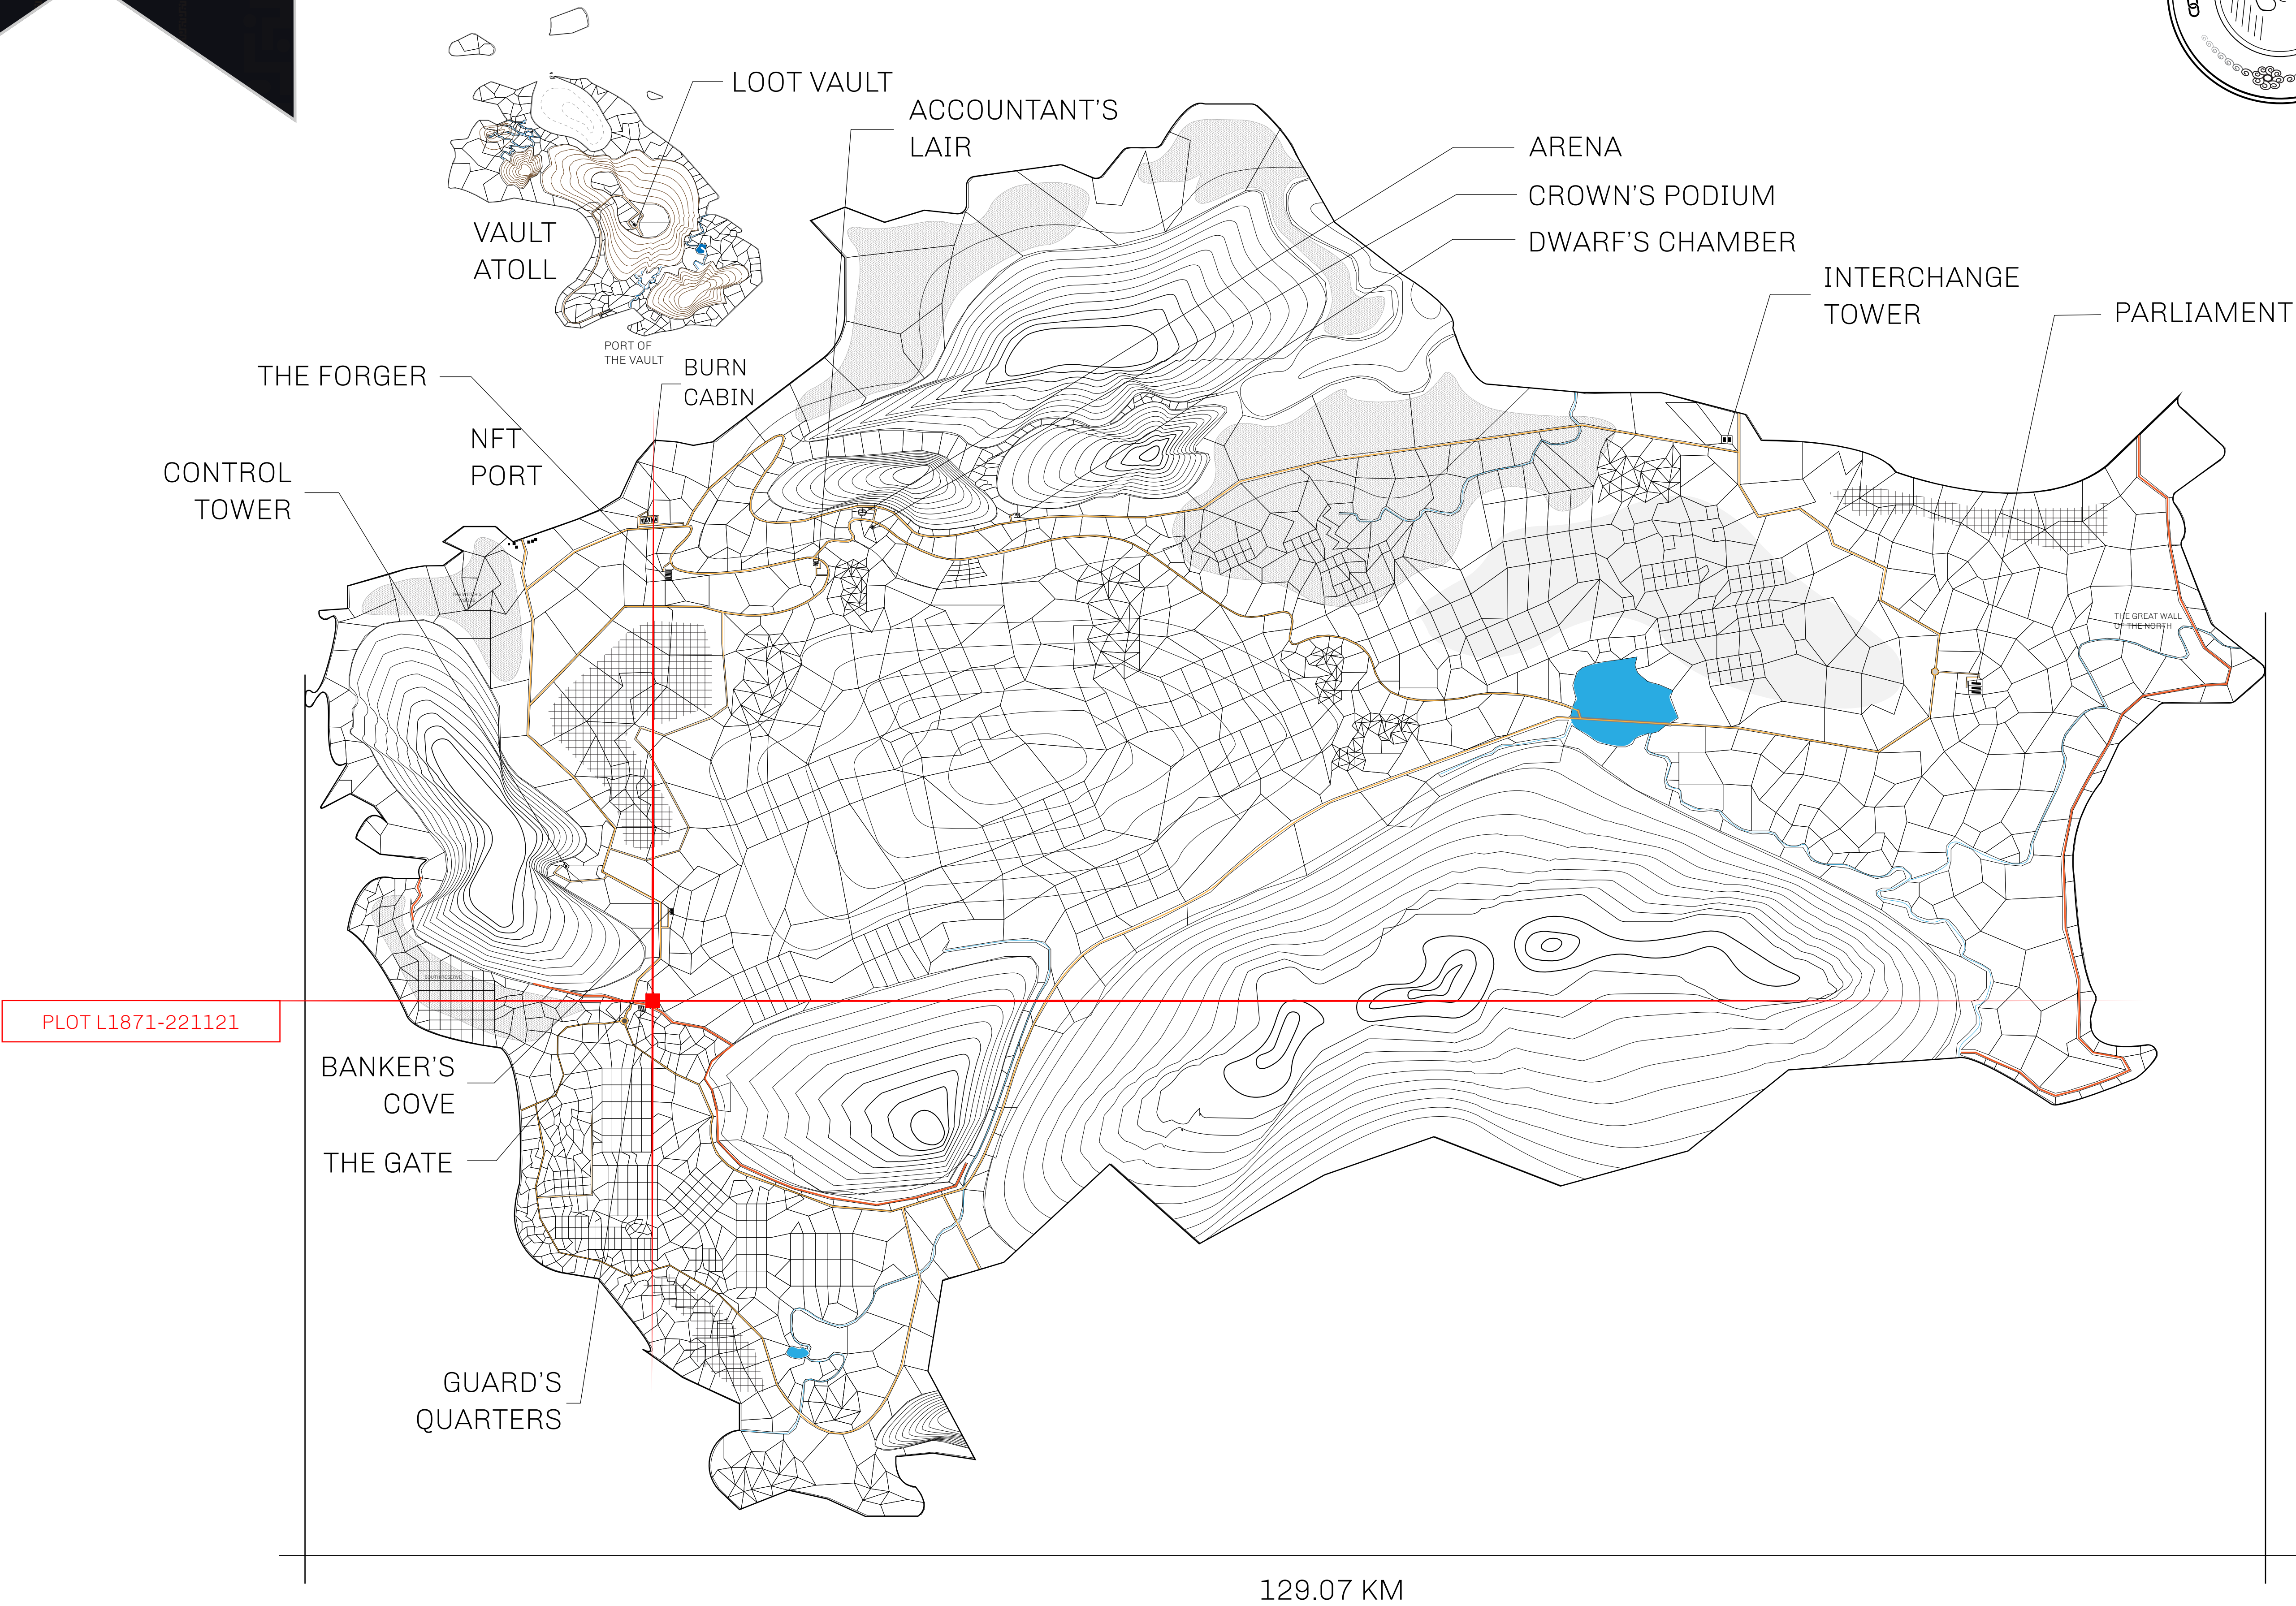 LOOT VAULT
ACCOUNTANT'S
LAIR
ARENA
CROWN'S PODIUM
DWARF'S CHAMBER
VAULT
ATOLL
INTERCHANGE
TOWER
PARLIAMENT
PORT OF
THE VAULT
THE FORGER
BURN
CABIN
NFT
PORT
CONTROL
TOWER
THE GREAT WALL
OF THE NORTH
SOUTH RESERVE
PLOT L1871-221121
BANKER'S
COVE
THE GATE
GUARD'S
QUARTERS
129.07 KM